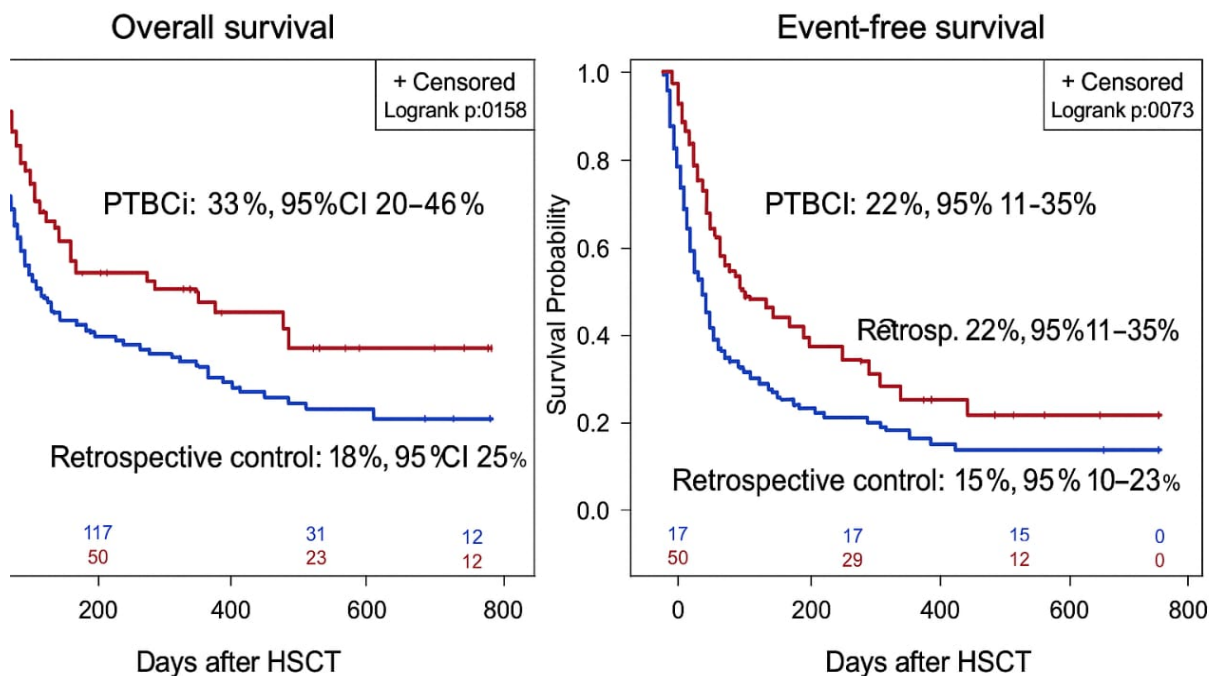 Overall survival
+ Censored
Logrank p:0158
PTBCi: 33%, 95%CI 20–46%
Retrospective control: 18%, 95%CI 25%
117 31 12
50 23 12
200 400 600 800
Days after HSCT
Event-free survival
+ Censored
Logrank p:0073
Survival Probability
1.0
0.8
0.6
0.4
0.2
0.0
PTBCI: 22%, 95% 11-35%
Retrosp. 22%, 95%11–35%
Retrospective control: 15%, 95% 10–23%
17 17 15 0
50 29 12 0
0 200 400 600 800
Days after HSCT